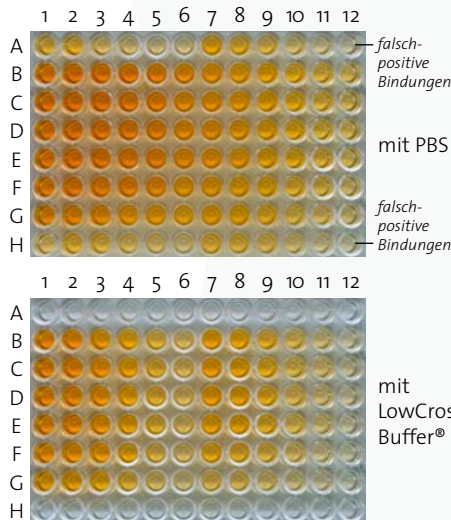 1 2 3 4 5 6 7 8 9 10 11 12
A
B
C
D
E
F
G
H
falsch-
positive
Bindungen
mit PBS
falsch-
positive
Bindungen
1 2 3 4 5 6 7 8 9 10 11 12
A
B
C
D
E
F
G
H
mit
LowCros
Buffer®